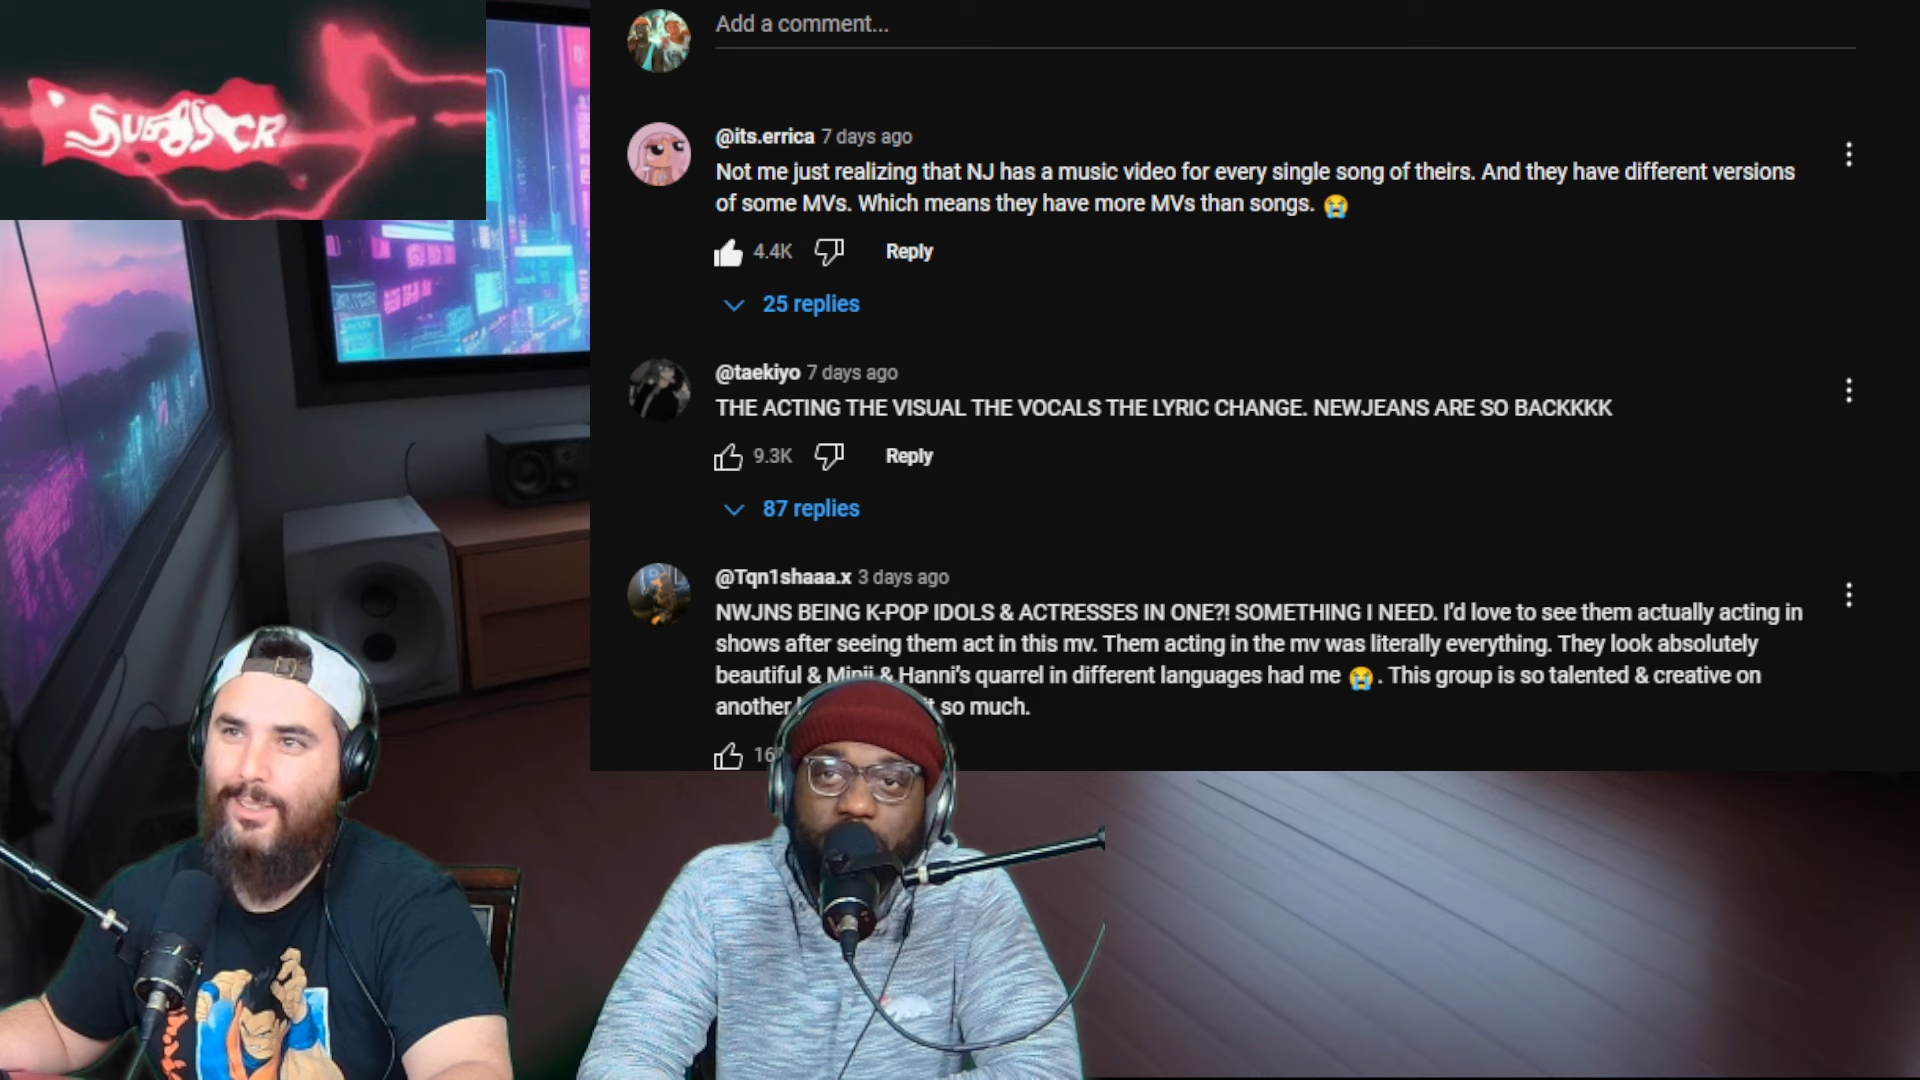 SUBSCR
Add a comment...
@its.errica 7 days ago
Not me just realizing that NJ has a music video for every single song of theirs. And they have different versions
of some MVs. Which means they have more MVs than songs. 😭
4.4K Reply
25 replies
@taekiyo 7 days ago
THE ACTING THE VISUAL THE VOCALS THE LYRIC CHANGE. NEWJEANS ARE SO BACKKKK
9.3K Reply
87 replies
@Tqn1shaaa.x 3 days ago
NWJNS BEING K-POP IDOLS & ACTRESSES IN ONE?! SOMETHING I NEED. I’d love to see them actually acting in
shows after seeing them act in this mv. Them acting in the mv was literally everything. They look absolutely
beautiful & Minji & Hanni’s quarrel in different languages had me 😭. This group is so talented & creative on
another so much.